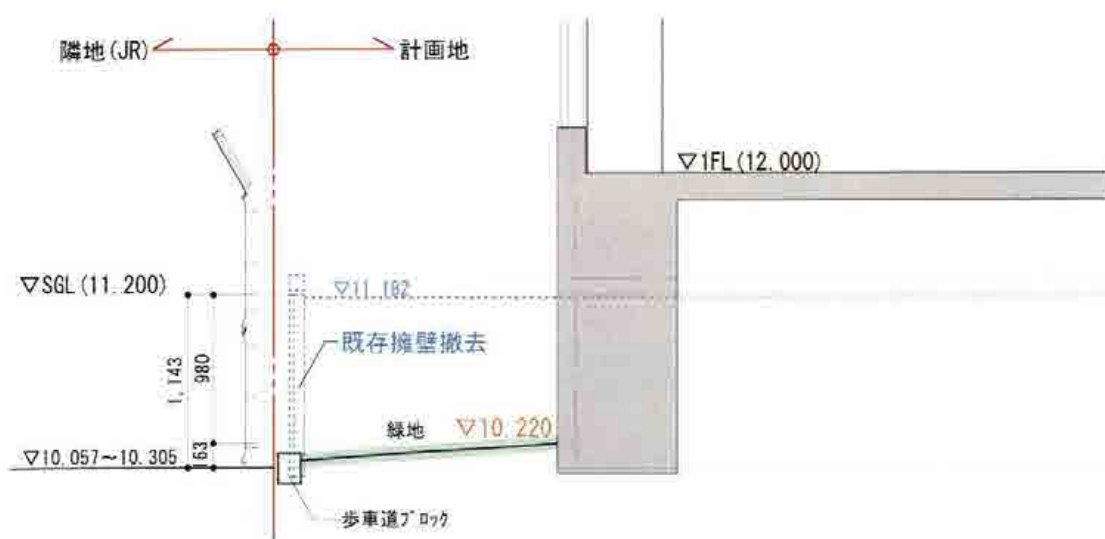 隣地(JR)
計画地
▽1FL(12.000)
▽SGL(11.200)
▽11.182
既存擁壁撤去
1,143
980
163
緑地
▽10.220
▽10.057～10.305
歩車道ブロック